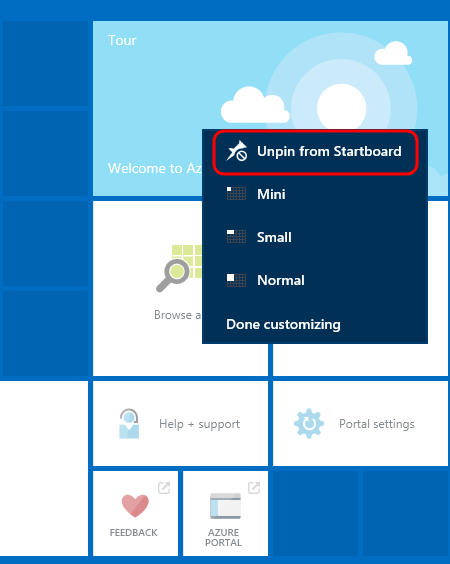 Tour
Welcome to Az
Unpin from Startboard
Mini
Small
Normal
Done customizing
Browse a
Help + support
Portal settings
FEEDBACK
AZURE
PORTAL